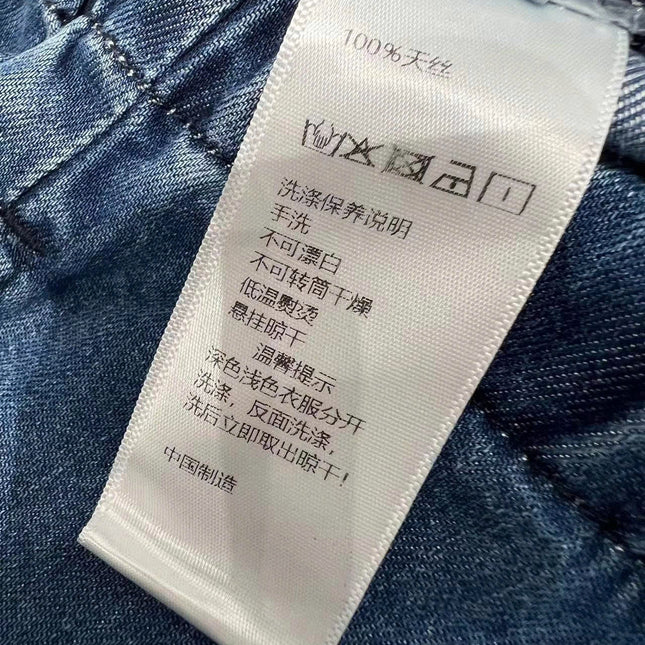 100%天丝
洗涤保养说明
手洗
不可漂白
不可转筒干燥
低温熨烫
悬挂晾干
温馨提示
深色浅色衣服分开
洗涤，反面洗涤，
洗后立即取出晾干！
中国制造